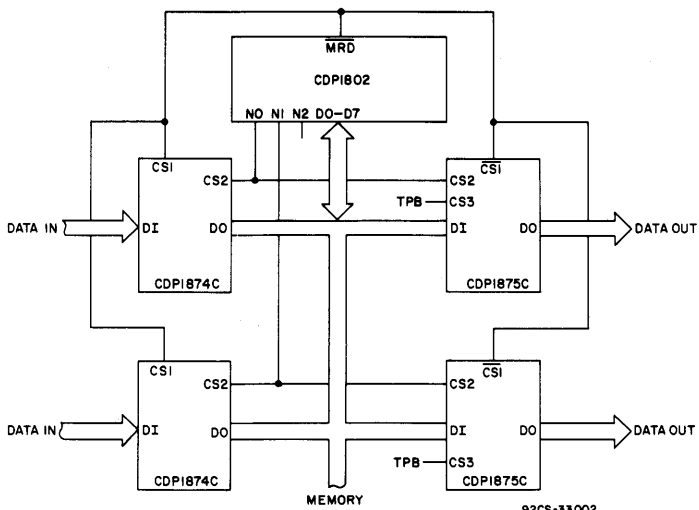 MRD
CDP1802
N0 N1 N2 D0-D7
CS1
CS2
DATA IN
DI
DO
CDP1874C
CS1
CS2
TPB
CS3
DI
DO
DATA OUT
CDP1875C
CS1
CS2
DATA IN
DI
DO
CDP1874C
CS1
CS2
DI
DO
DATA OUT
TPB
CS3
CDP1875C
MEMORY
92CS-33002